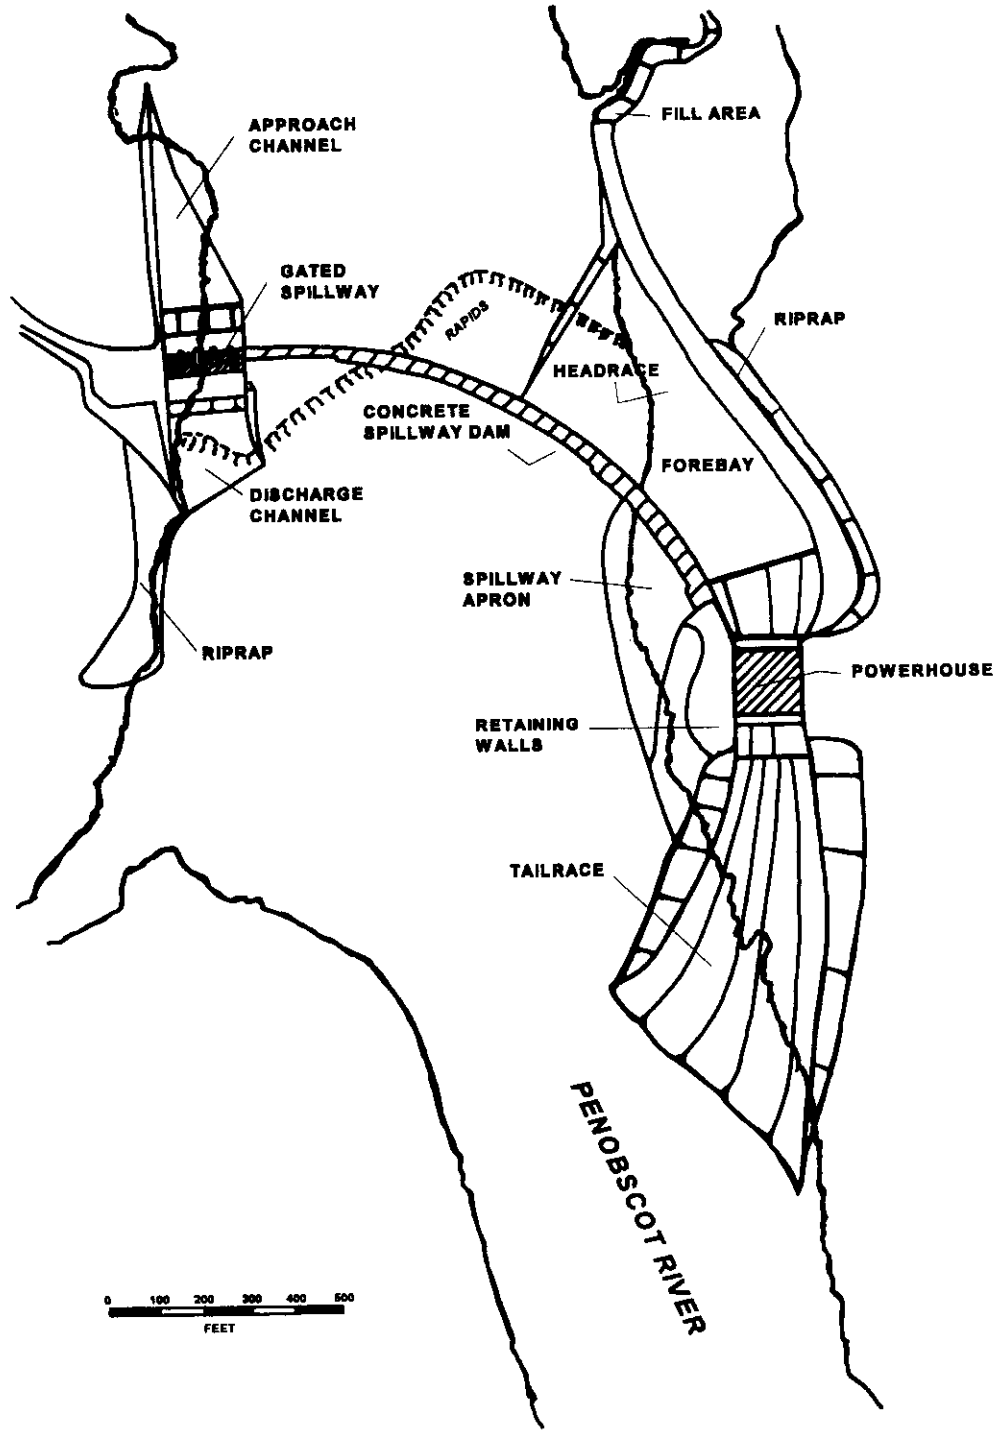 FILL AREA
APPROACH
CHANNEL
GATED
SPILLWAY
RAPIDS
RIPRAP
HEADRACE
CONCRETE
SPILLWAY DAM
FOREBAY
DISCHARGE
CHANNEL
SPILLWAY
APRON
RIPRAP
POWERHOUSE
RETAINING
WALLS
TAILRACE
PENOBSCOT RIVER
0 100 200 300 400 500
FEET